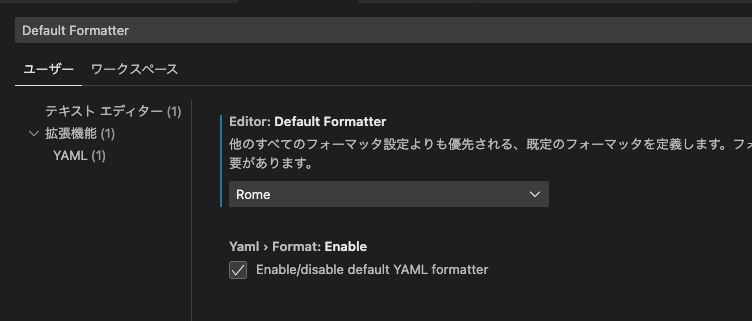 Default Formatter
ユーザー ワークスペース
テキスト エディター (1)
拡張機能 (1)
YAML (1)
Editor: Default Formatter
他のすべてのフォーマッタ設定よりも優先される、既定のフォーマッタを定義します。フォ
要があります。
Rome
Yaml › Format: Enable
Enable/disable default YAML formatter